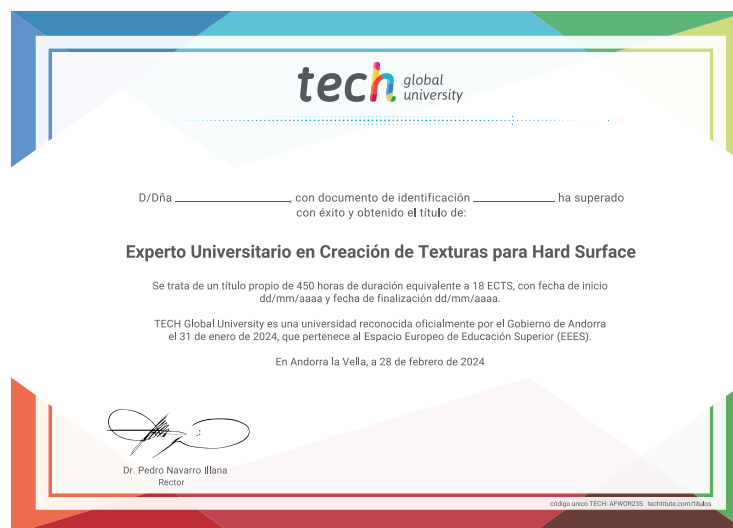 tech global university
D/Dña ____________, con documento de identificación ____________ ha superado
con éxito y obtenido el título de:
Experto Universitario en Creación de Texturas para Hard Surface
Se trata de un título propio de 450 horas de duración equivalente a 18 ECTS, con fecha de inicio
dd/mm/aaaa y fecha de finalización dd/mm/aaaa.
TECH Global University es una universidad reconocida oficialmente por el Gobierno de Andorra
el 31 de enero de 2024, que pertenece al Espacio Europeo de Educación Superior (EEES).
En Andorra la Vella, a 28 de febrero de 2024
Dr. Pedro Navarro Illana
Rector
código único TECH: AFWOR23S techtitute.com/titulos